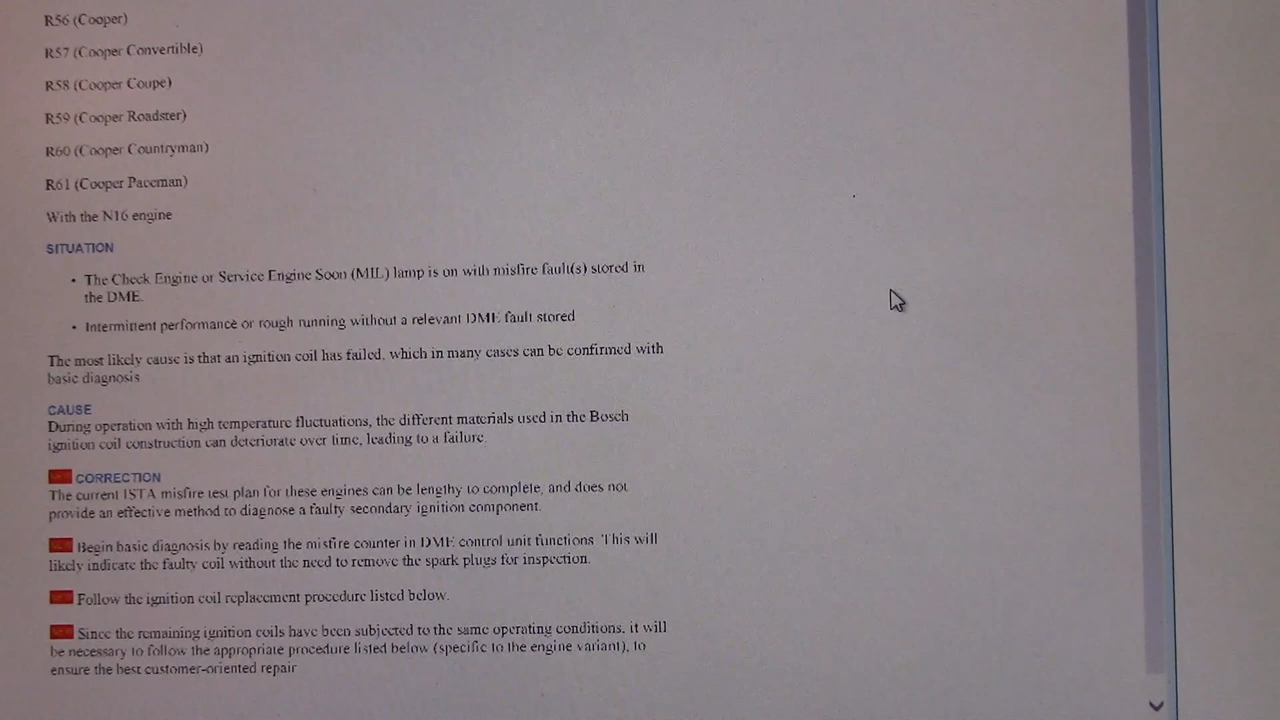 R56 (Cooper)
R57 (Cooper Convertible)
R58 (Cooper Coupe)
R59 (Cooper Roadster)
R60 (Cooper Countryman)
R61 (Cooper Paceman)
With the N16 engine
SITUATION
• The Check Engine or Service Engine Soon (MIL) lamp is on with misfire fault(s) stored in
the DME.
• Intermittent performance or rough running without a relevant DME fault stored
The most likely cause is that an ignition coil has failed, which in many cases can be confirmed with
basic diagnosis
CAUSE
During operation with high temperature fluctuations, the different materials used in the Bosch
ignition coil construction can deteriorate over time, leading to a failure.
CORRECTION
The current ISTA misfire test plan for these engines can be lengthy to complete, and does not
provide an effective method to diagnose a faulty secondary ignition component.
Begin basic diagnosis by reading the misfire counter in DME control unit functions. This will
likely indicate the faulty coil without the need to remove the spark plugs for inspection.
Follow the ignition coil replacement procedure listed below.
Since the remaining ignition coils have been subjected to the same operating conditions, it will
be necessary to follow the appropriate procedure listed below (specific to the engine variant), to
ensure the best customer-oriented repair